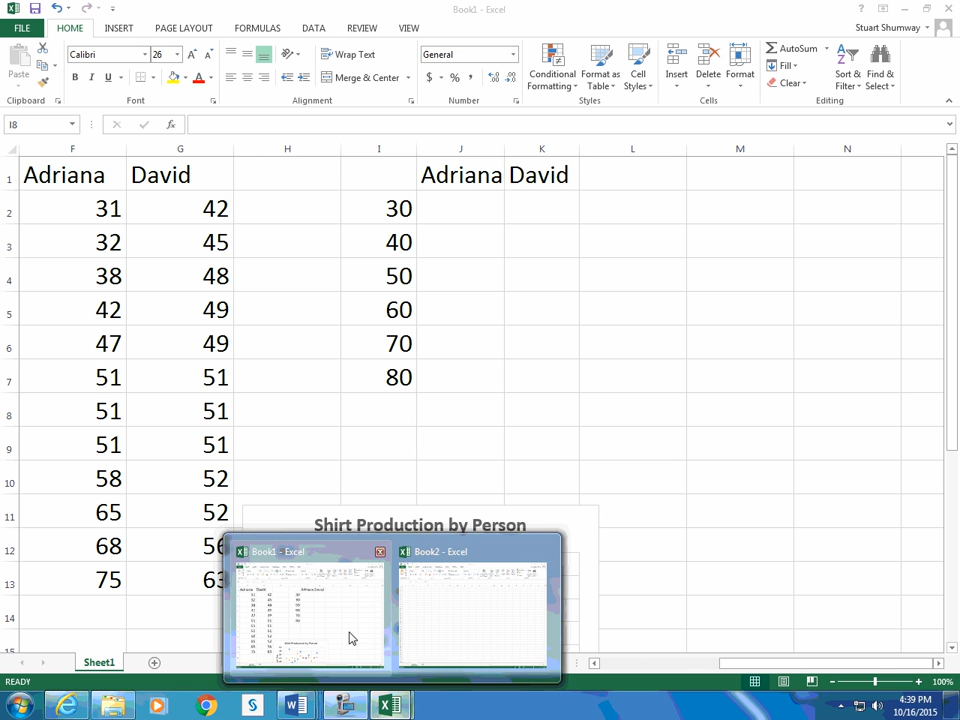 Book1 - Excel
FILE HOME INSERT PAGE LAYOUT FORMULAS DATA REVIEW VIEW Stuart Shumway
Calibri 26 Wrap Text General AutoSum
Paste Conditional Format as Cell Insert Delete Format Fill Sort & Find &
B I U A Merge & Center $ % , Formatting Table Styles Clear Filter Select
Clipboard Font Alignment Number Styles Cells Editing
I8 fx
F G H I J K L M N
1 Adriana David Adriana David
2 31 42 30
3 32 45 40
4 38 48 50
5 42 49 60
6 47 49 70
7 51 51 80
8 51 51
9 51 51
10 58 52
11 65 52
Shirt Production by Person
12 68 56
Book1 - Excel Book2 - Excel
13 75 63
14
15
Sheet1
READY 100%
4:39 PM
10/16/2015